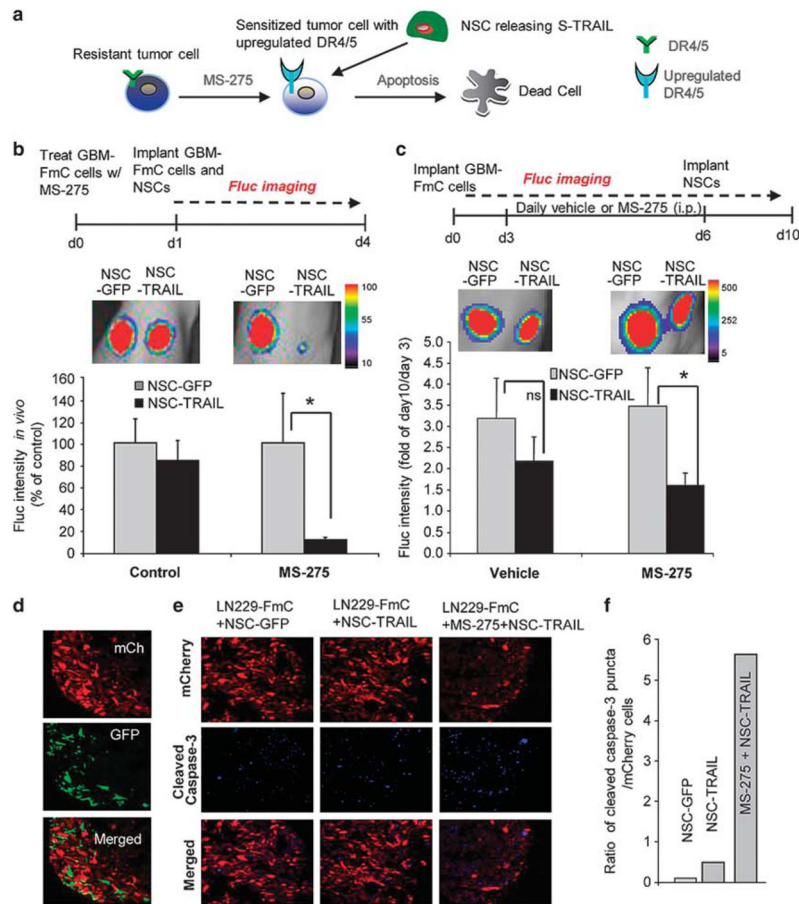 a
Resistant tumor cell
MS-275
Sensitized tumor cell with
upregulated DR4/5
Apoptosis
NSC releasing S-TRAIL
Dead Cell
DR4/5
Upregulated
DR4/5
b
Treat GBM-
FmC cells w/
MS-275
Implant GBM-
FmC cells and
NSCs
Fluc imaging
d0
d1
d4
NSC
-GFP
NSC
-TRAIL
NSC
-GFP
NSC
-TRAIL
100
55
10
Fluc intensity in vivo
(% of control)
160
140
120
100
80
60
40
20
0
NSC-GFP
NSC-TRAIL
*
Control
MS-275
c
Implant GBM-
FmC cells
Fluc imaging
Implant
NSCs
Daily vehicle or MS-275 (i.p.)
d0
d3
d6
d10
NSC
-GFP
NSC
-TRAIL
NSC
-GFP
NSC
-TRAIL
500
252
5
Fluc intensity (fold of day10/day 3)
5.0
4.5
4.0
3.5
3.0
2.5
2.0
1.5
1.0
0.5
0.0
NSC-GFP
NSC-TRAIL
ns
*
Vehicle
MS-275
d
mCh
GFP
Merged
e
LN229-FmC
+NSC-GFP
LN229-FmC
+NSC-TRAIL
LN229-FmC
+MS-275+NSC-TRAIL
mCherry
Cleaved
Caspase-3
Merged
f
Ratio of cleaved caspase-3 puncta
/mCherry cells
6
5
4
3
2
1
0
NSC-GFP
NSC-TRAIL
MS-275 + NSC-TRAIL